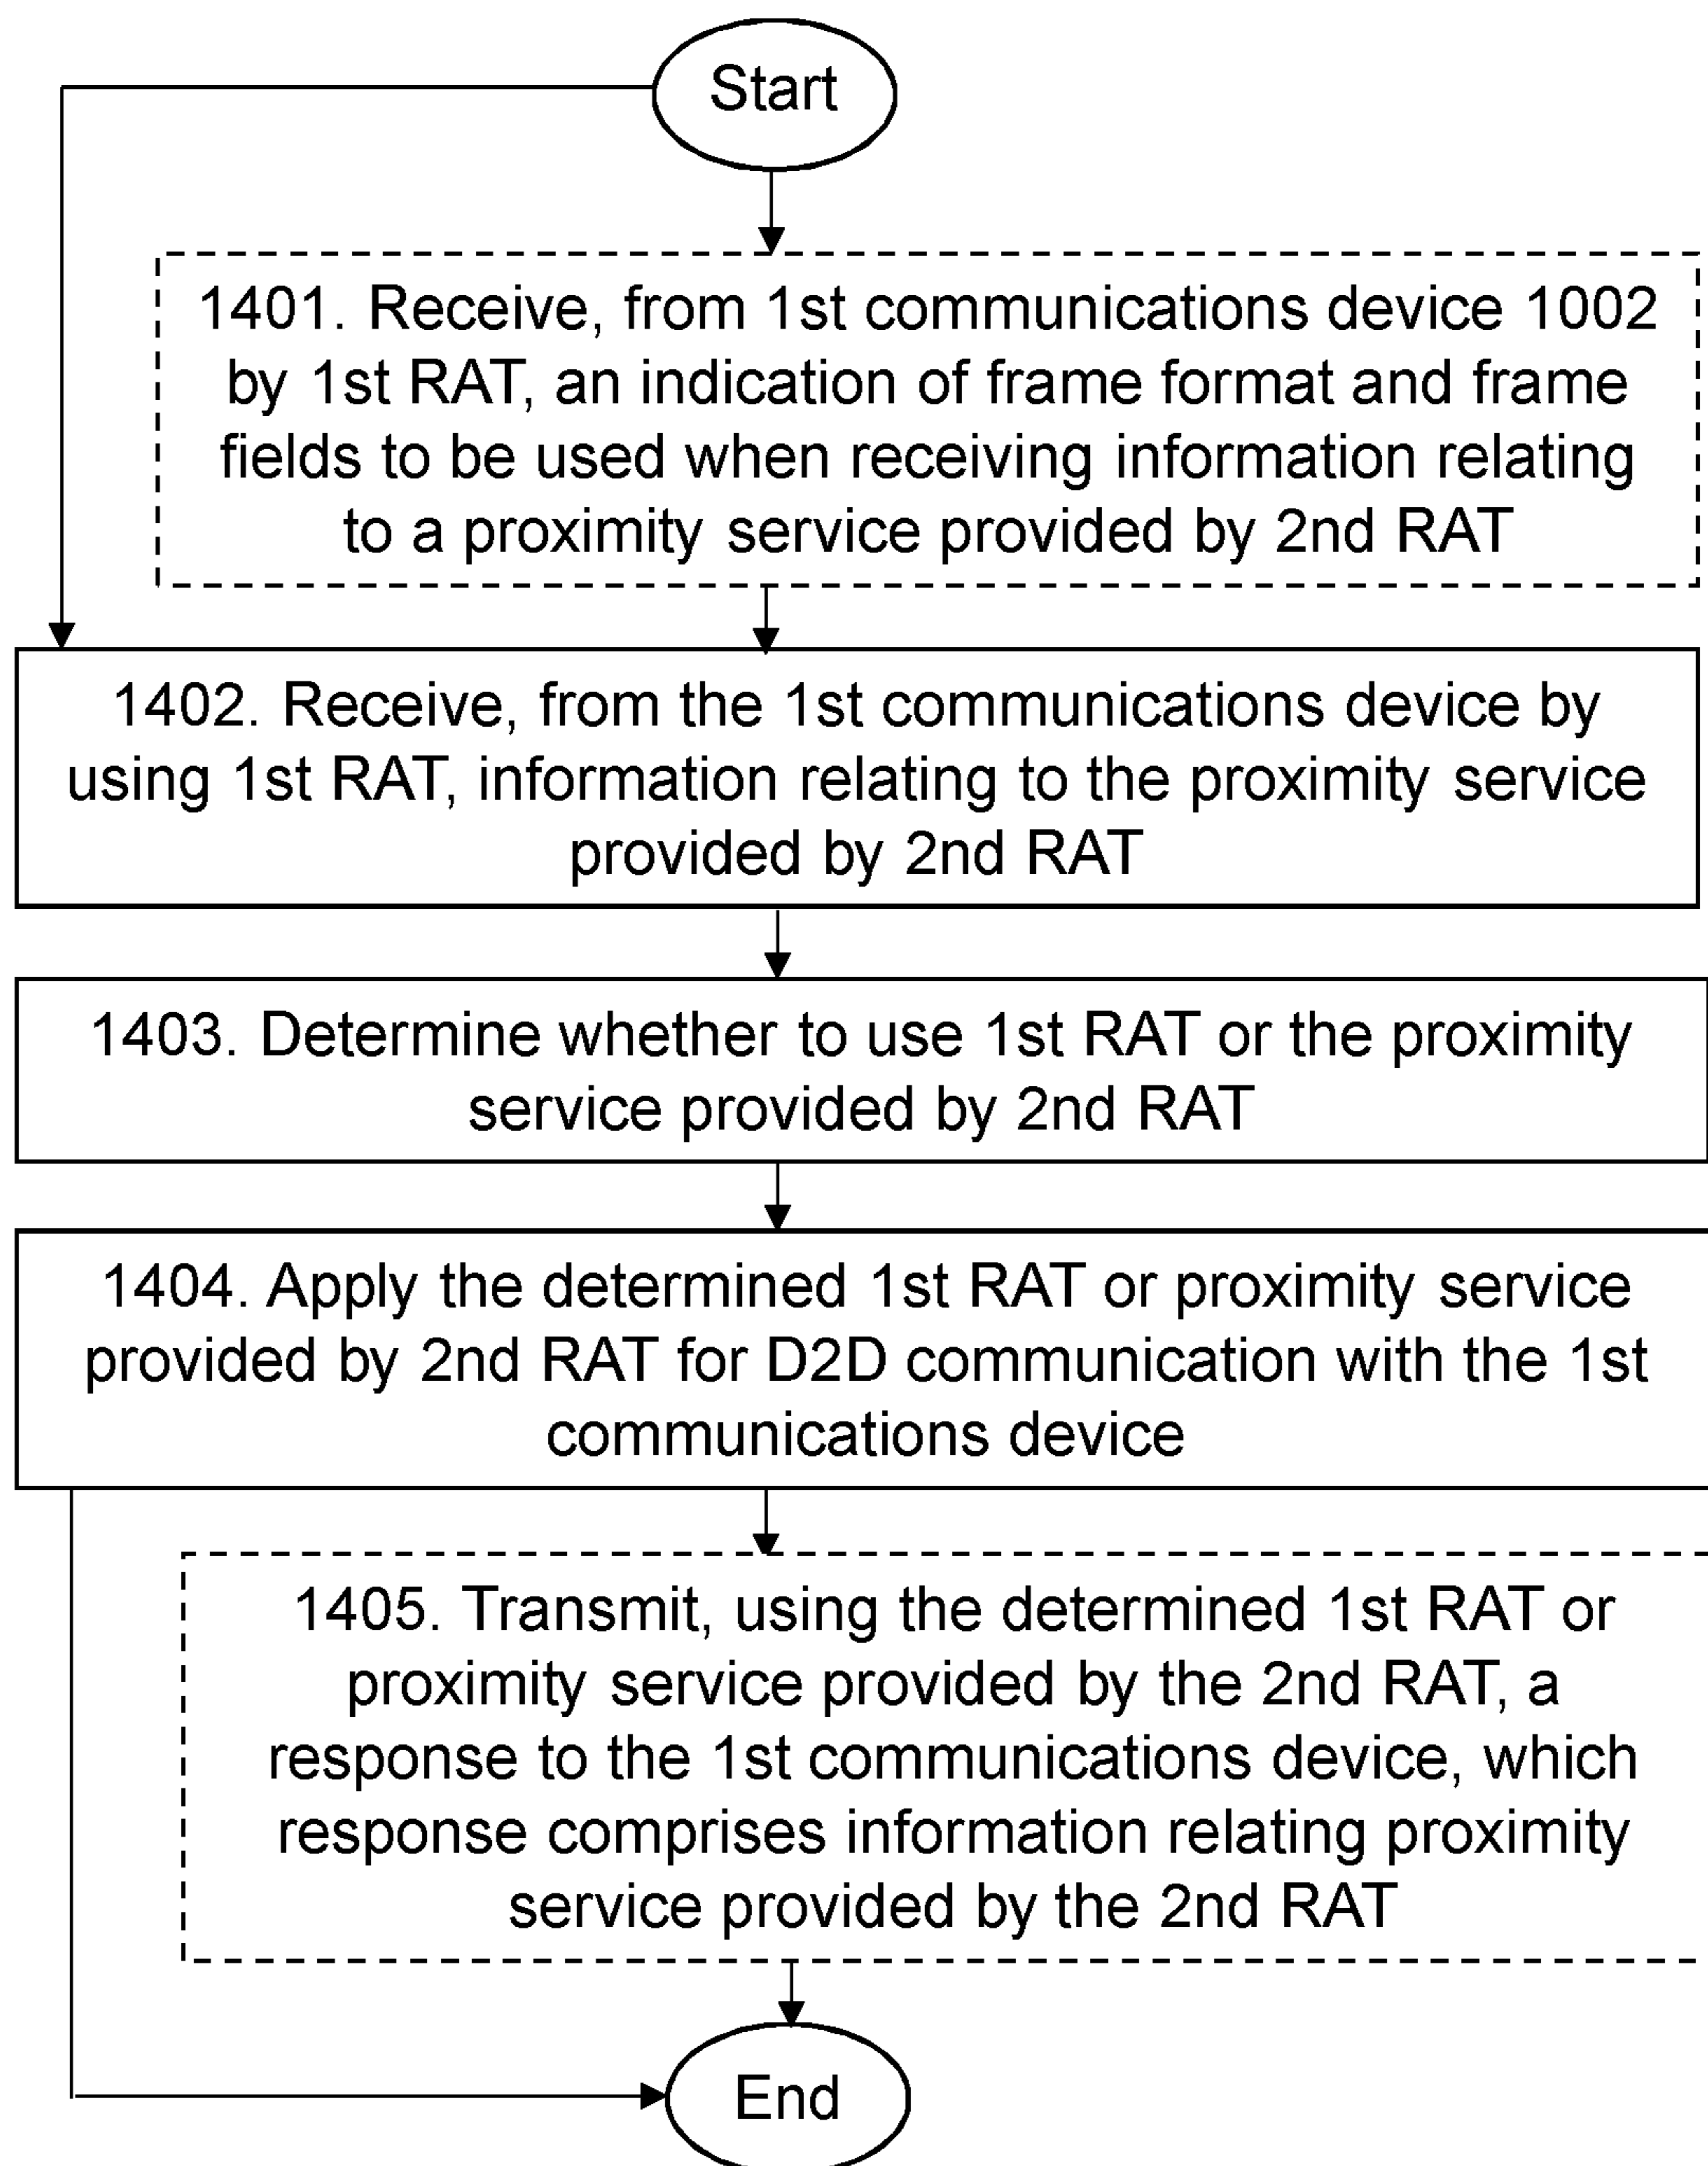 Start
1401. Receive, from 1st communications device 1002
by 1st RAT, an indication of frame format and frame
fields to be used when receiving information relating
to a proximity service provided by 2nd RAT
1402. Receive, from the 1st communications device by
using 1st RAT, information relating to the proximity service
provided by 2nd RAT
1403. Determine whether to use 1st RAT or the proximity
service provided by 2nd RAT
1404. Apply the determined 1st RAT or proximity service
provided by 2nd RAT for D2D communication with the 1st
communications device
1405. Transmit, using the determined 1st RAT or
proximity service provided by the 2nd RAT, a
response to the 1st communications device, which
response comprises information relating proximity
service provided by the 2nd RAT
End